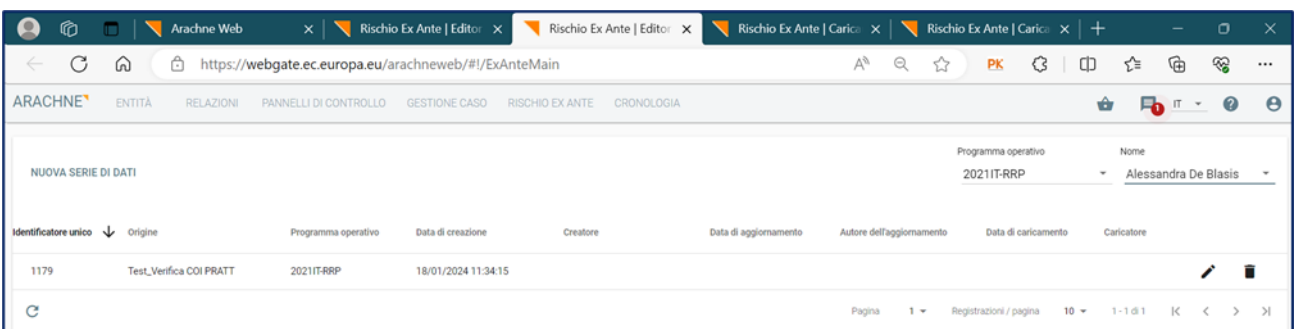 Arachne Web
Rischio Ex Ante | Editor
Rischio Ex Ante | Editor
Rischio Ex Ante | Carica
Rischio Ex Ante | Carica
https://webgate.ec.europa.eu/arachneweb/#!/ExAnteMain
PK
ARACHNE ENTITÀ RELAZIONI PANNELLI DI CONTROLLO GESTIONE CASO RISCHIO EX ANTE CRONOLOGIA 1 IT
Programma operativo Nome
NUOVA SERIE DI DATI 2021IT-RRP Alessandra De Blasis
Identificatore unico Origine Programma operativo Data di creazione Creatore Data di aggiornamento Autore dell'aggiornamento Data di caricamento Caricatore
1179 Test_Verifica COI PRATT 2021IT-RRP 18/01/2024 11:34:15
Pagina 1 Registrazioni / pagina 10 1 - 1 di 1